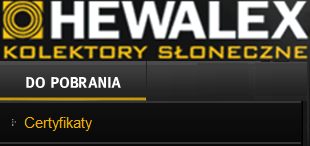 HEWALEX
KOLEKTORY SŁONECZNE
DO POBRANIA
Certyfikaty